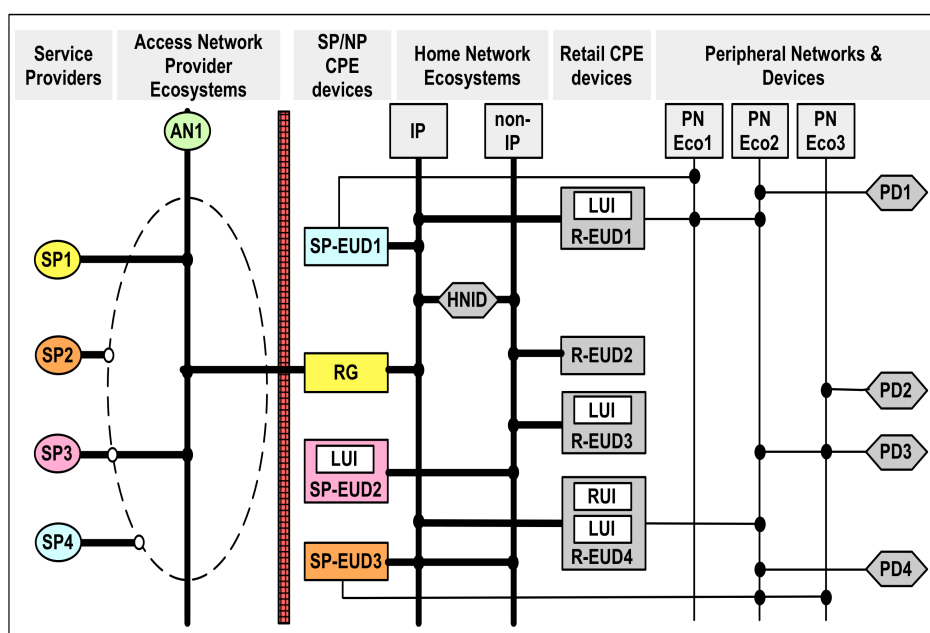 Service
Providers
Access Network
Provider
Ecosystems
SP/NP
CPE
devices
Home Network
Ecosystems
Retail CPE
devices
Peripheral Networks &
Devices
AN1
IP
non-
IP
PN
Eco1
PN
Eco2
PN
Eco3
PD1
LUI
R-EUD1
SP-EUD1
SP1
HNID
SP2
RG
R-EUD2
PD2
LUI
R-EUD3
SP3
LUI
SP-EUD2
PD3
RUI
LUI
R-EUD4
SP4
SP-EUD3
PD4